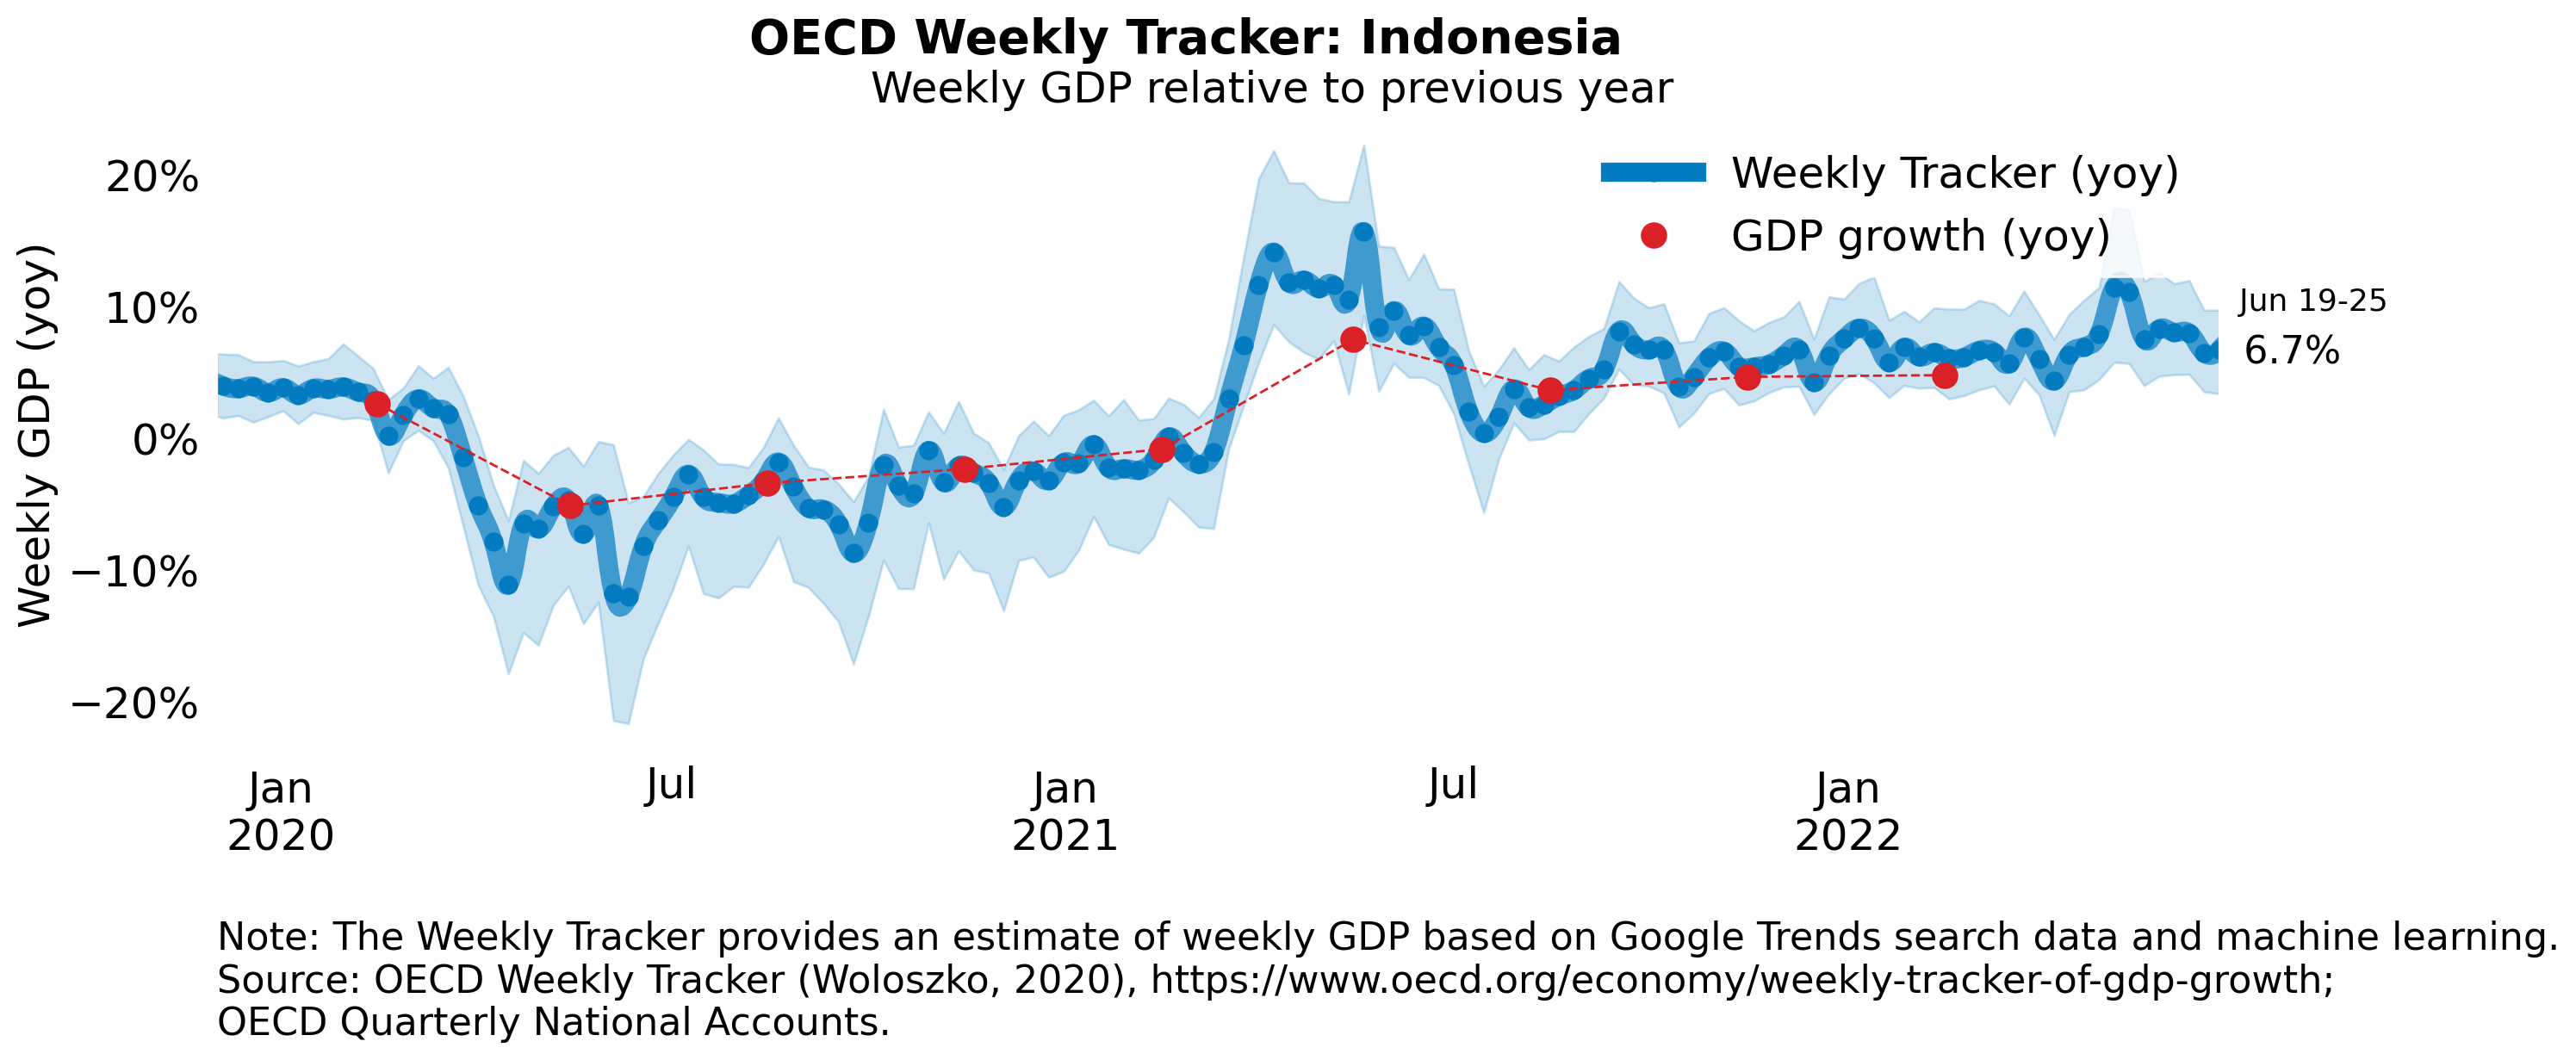 OECD Weekly Tracker: Indonesia
Weekly GDP relative to previous year
Weekly GDP (yoy)
20%
10%
0%
−10%
−20%
Weekly Tracker (yoy)
GDP growth (yoy)
Jun 19-25
6.7%
Jan
2020
Jul
Jan
2021
Jul
Jan
2022
Note: The Weekly Tracker provides an estimate of weekly GDP based on Google Trends search data and machine learning.
Source: OECD Weekly Tracker (Woloszko, 2020), https://www.oecd.org/economy/weekly-tracker-of-gdp-growth;
OECD Quarterly National Accounts.